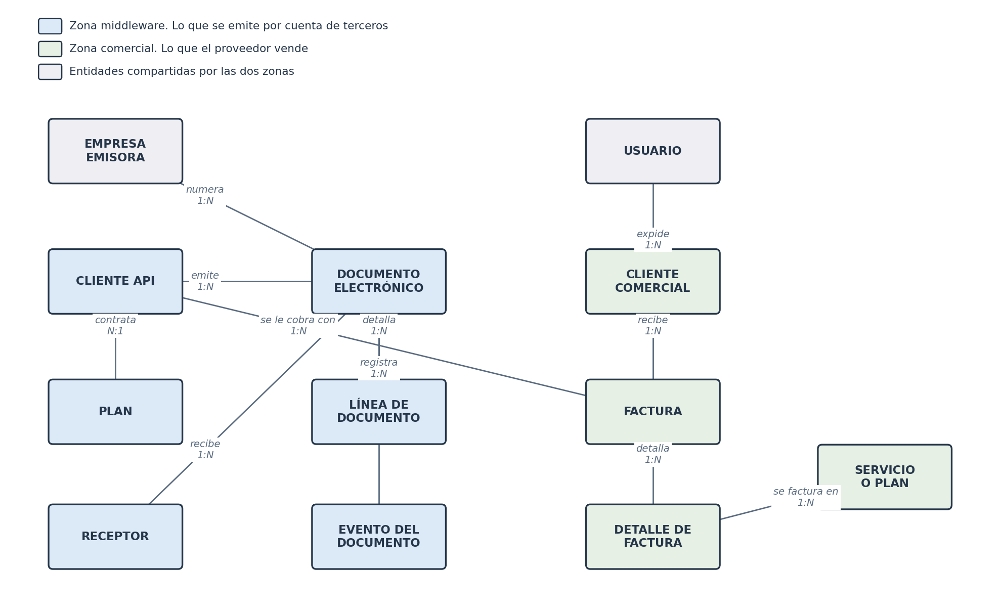 Zona middleware. Lo que se emite por cuenta de terceros
Zona comercial. Lo que el proveedor vende
Entidades compartidas por las dos zonas
EMPRESA
EMISORA
USUARIO
numera
1:N
expide
1:N
CLIENTE API
emite
1:N
DOCUMENTO
ELECTRÓNICO
CLIENTE
COMERCIAL
contrata
N:1
se le cobra con
1:N
detalla
1:N
recibe
1:N
registra
1:N
PLAN
LÍNEA DE
DOCUMENTO
FACTURA
recibe
1:N
detalla
1:N
SERVICIO
O PLAN
se factura en
1:N
RECEPTOR
EVENTO DEL
DOCUMENTO
DETALLE DE
FACTURA